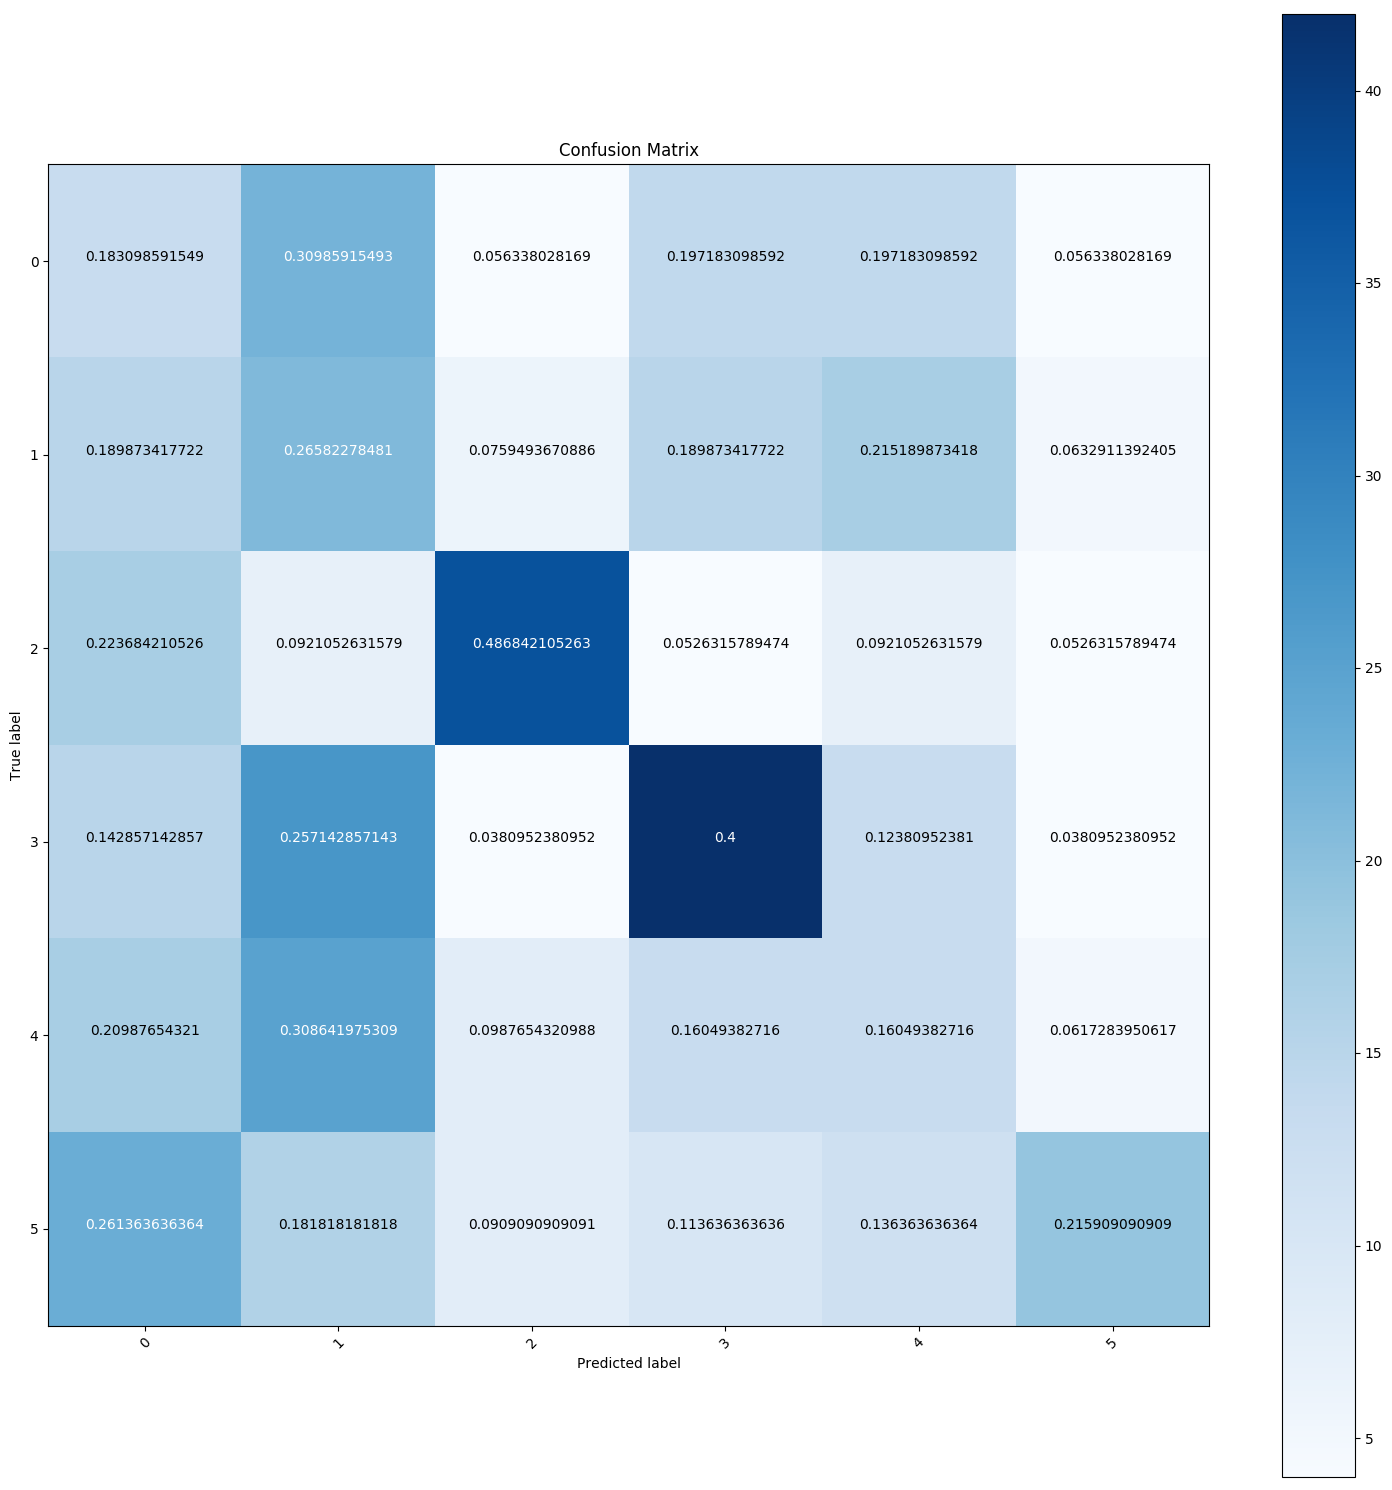 Confusion Matrix
0 0.183098591549 0.30985915493 0.056338028169 0.197183098592 0.197183098592 0.056338028169
1 0.189873417722 0.26582278481 0.0759493670886 0.189873417722 0.215189873418 0.0632911392405
2 0.223684210526 0.0921052631579 0.486842105263 0.0526315789474 0.0921052631579 0.0526315789474
3 0.142857142857 0.257142857143 0.0380952380952 0.4 0.12380952381 0.0380952380952
4 0.20987654321 0.308641975309 0.0987654320988 0.16049382716 0.16049382716 0.0617283950617
5 0.261363636364 0.181818181818 0.0909090909091 0.113636363636 0.136363636364 0.215909090909
0 1 2 3 4 5
Predicted label
True label
40
35
30
25
20
15
10
5